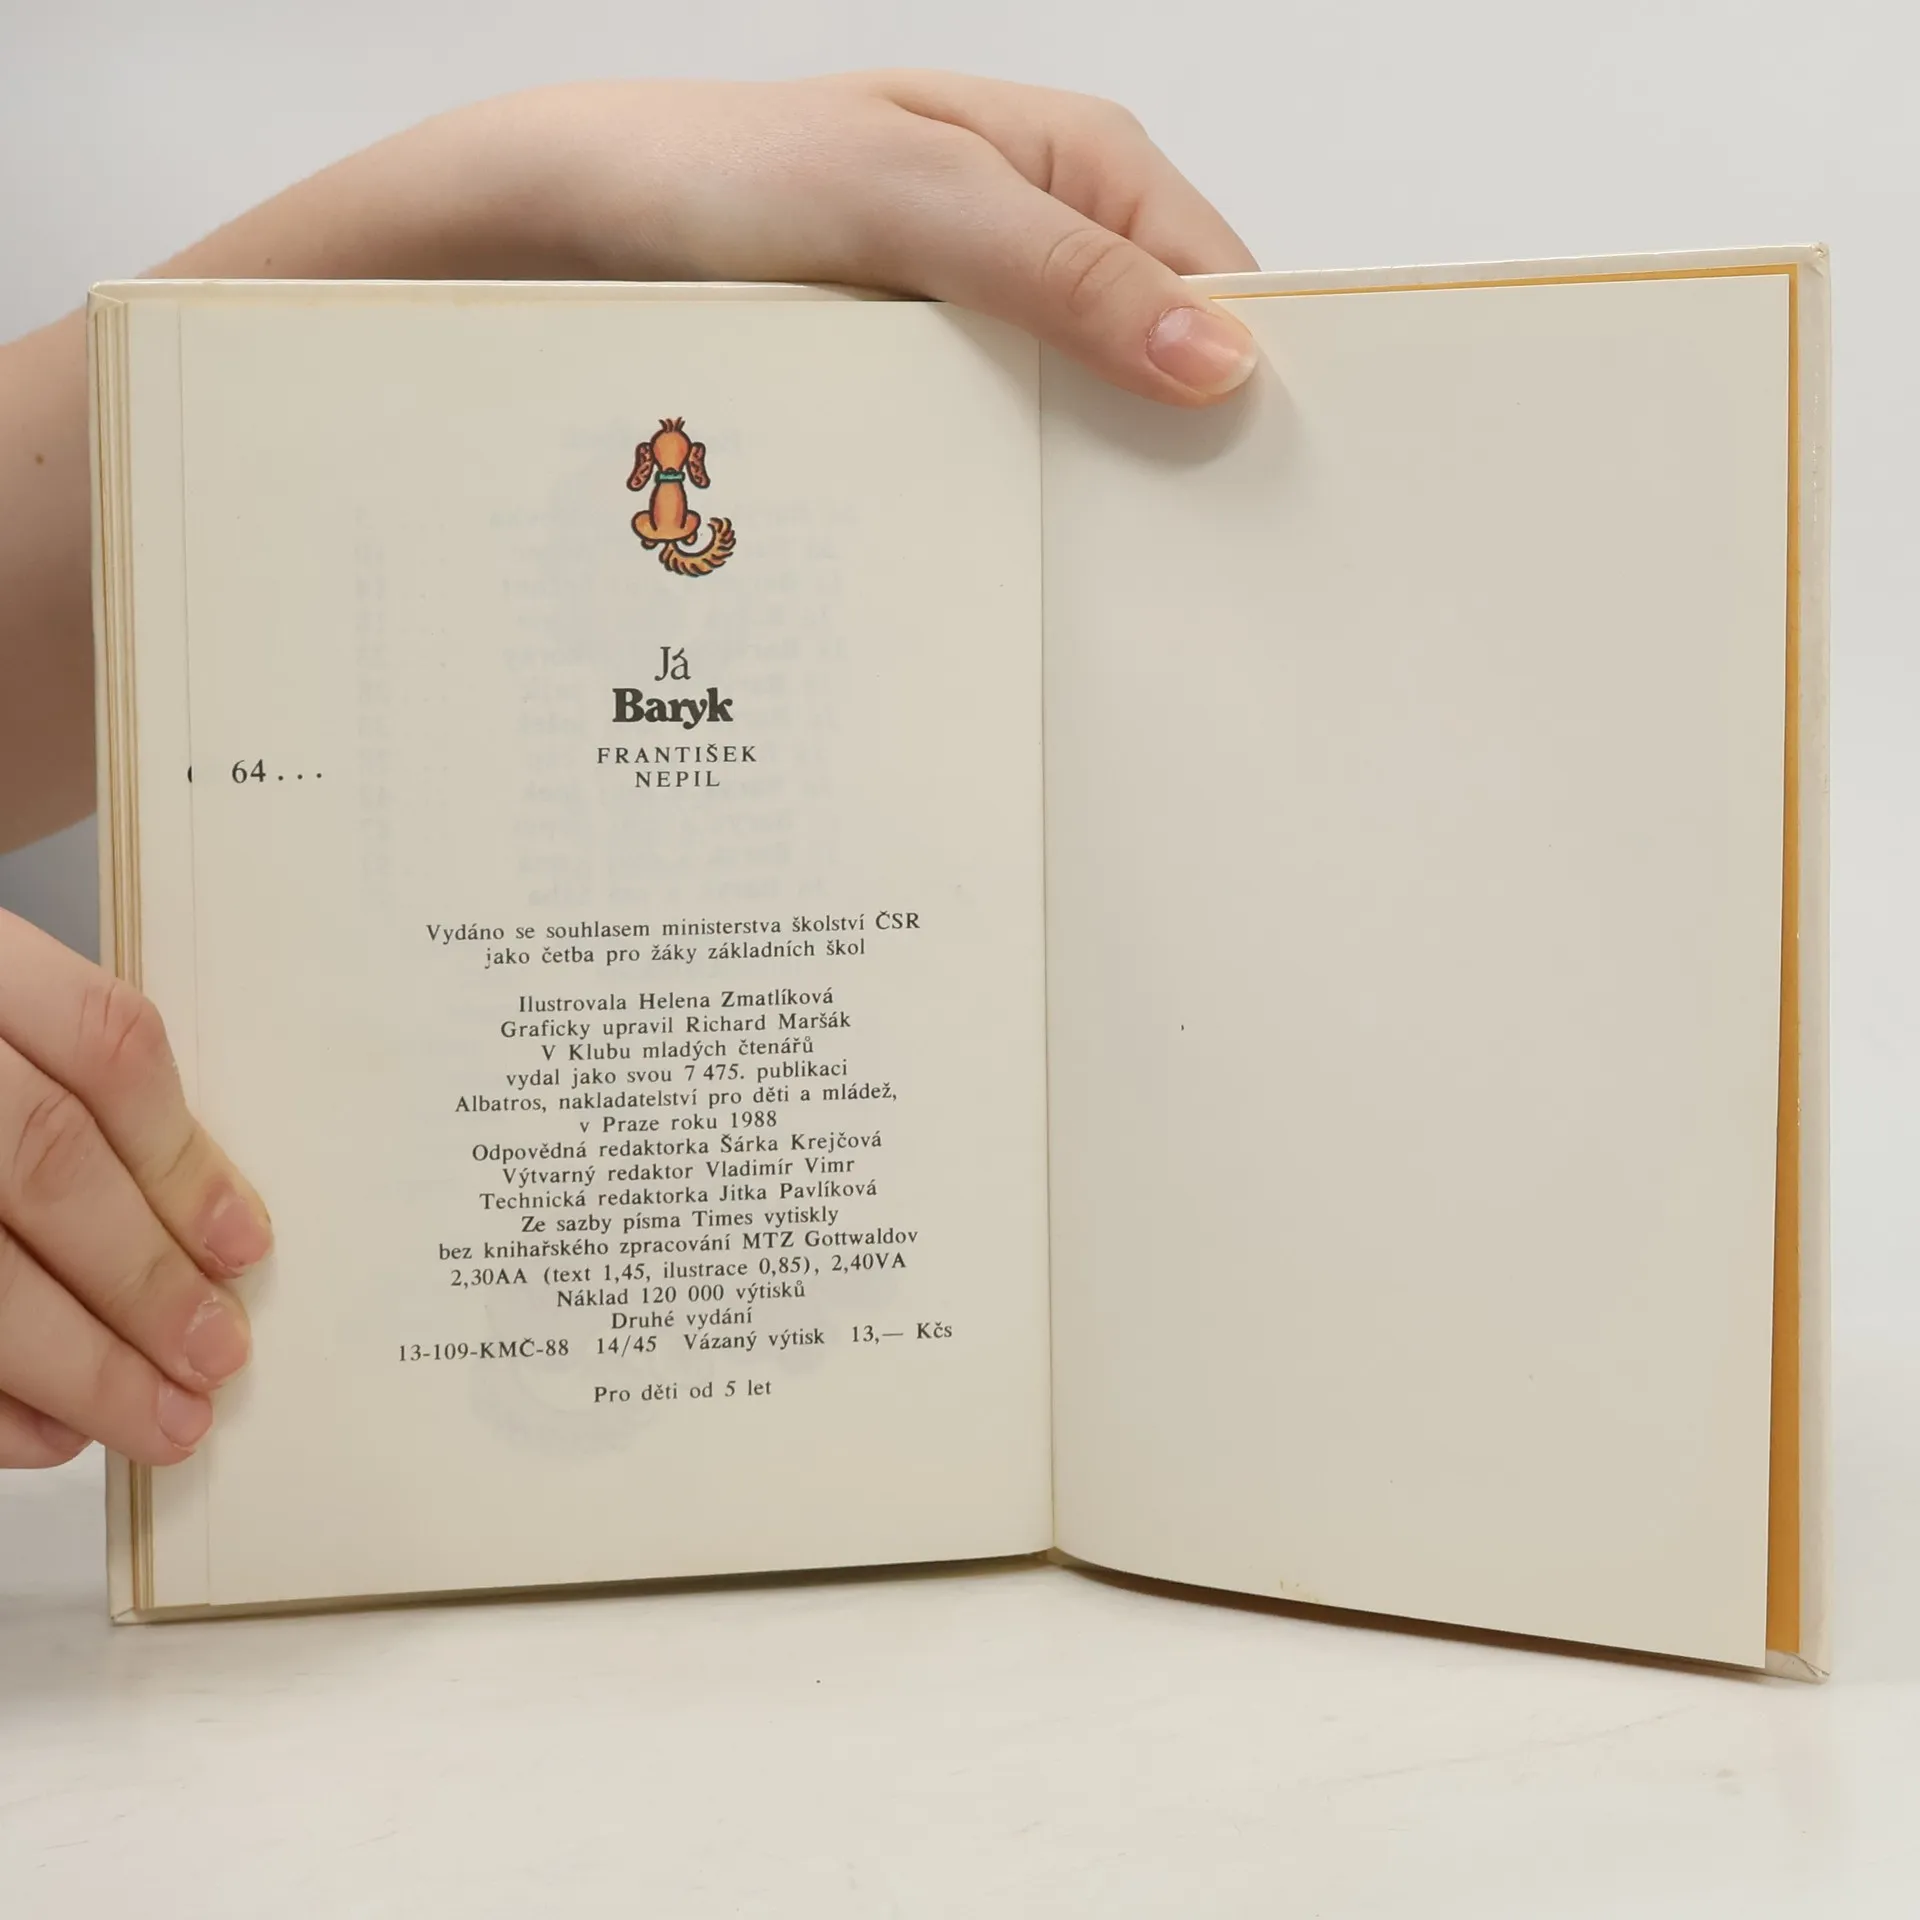 Já
Baryk
FRANTIŠEK
NEPIL
64 . . .
Vydáno se souhlasem ministerstva školství ČSR
jako četba pro žáky základních škol
Ilustrovala Helena Zmatlíková
Graficky upravil Richard Maršák
V Klubu mladých čtenářů
vydal jako svou 7 475. publikaci
Albatros, nakladatelství pro děti a mládež,
v Praze roku 1988
Odpovědná redaktorka Šárka Krejčová
Výtvarný redaktor Vladimír Vimr
Technická redaktorka Jitka Pavlíková
Ze sazby písma Times vytiskly
bez knihařského zpracování MTZ Gottwaldov
2,30AA (text 1,45, ilustrace 0,85), 2,40VA
Náklad 120 000 výtisků
Druhé vydání
13-109-KMČ-88 14/45 Vázaný výtisk 13,— Kčs
Pro děti od 5 let